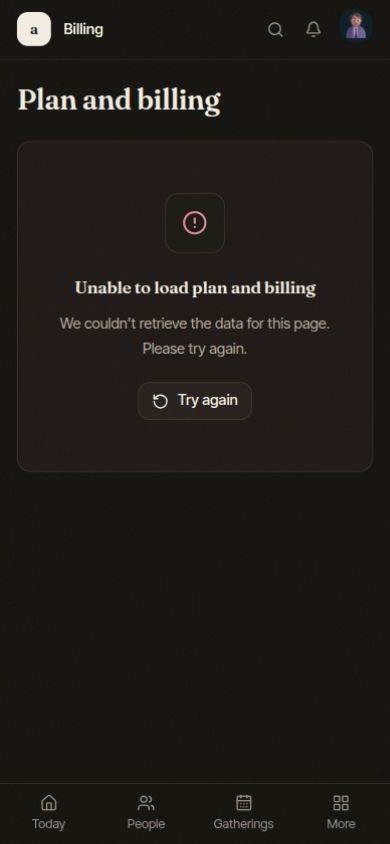 a
Billing
Plan and billing
Unable to load plan and billing
We couldn't retrieve the data for this page.
Please try again.
Try again
Today
People
Gatherings
More